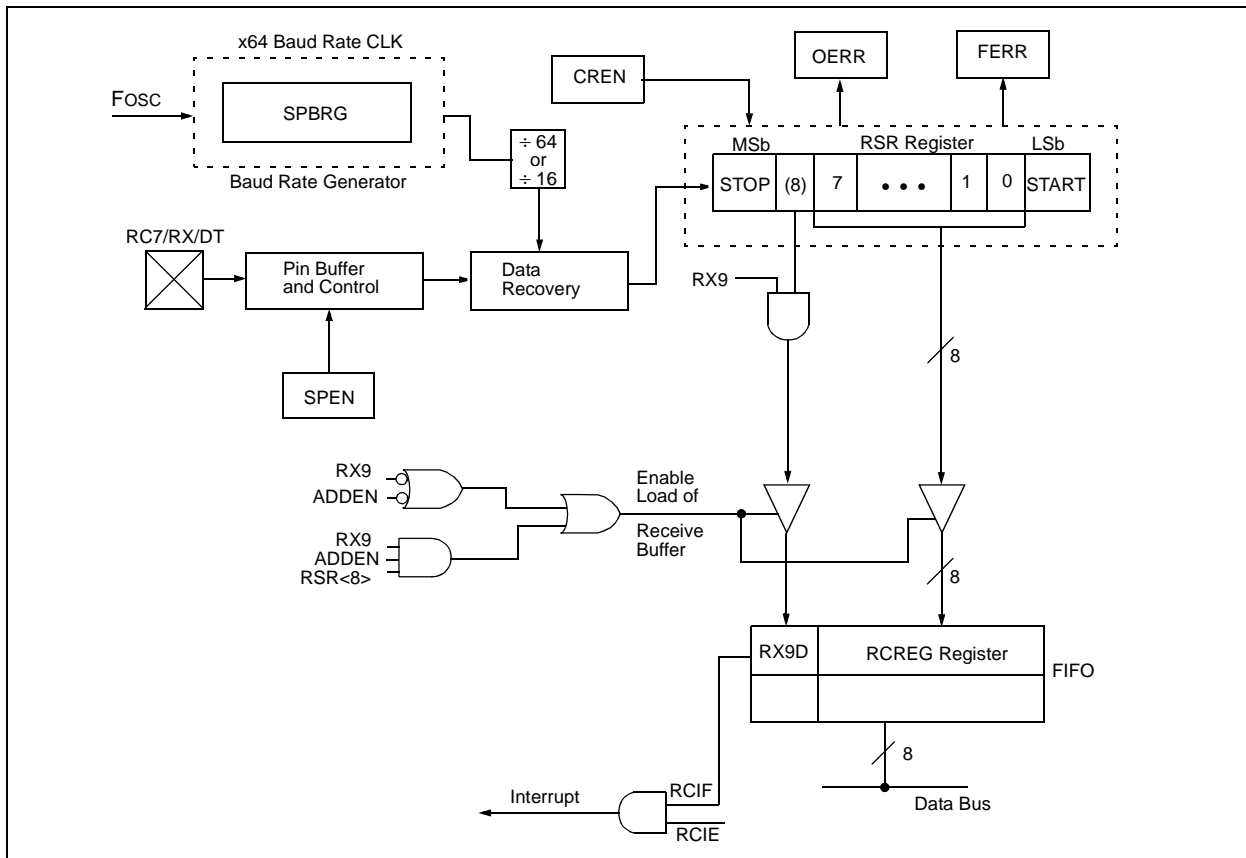 x64 Baud Rate CLK
FOSC
SPBRG
Baud Rate Generator
CREN
OERR
FERR
÷ 64
or
÷ 16
MSb
RSR Register
LSb
STOP
(8)
7
• • •
1
0
START
RC7/RX/DT
Pin Buffer
and Control
Data
Recovery
SPEN
RX9
8
RX9
ADDEN
RX9
ADDEN
RSR<8>
Enable
Load of
Receive
Buffer
8
RX9D
RCREG Register
FIFO
8
Data Bus
Interrupt
RCIF
RCIE